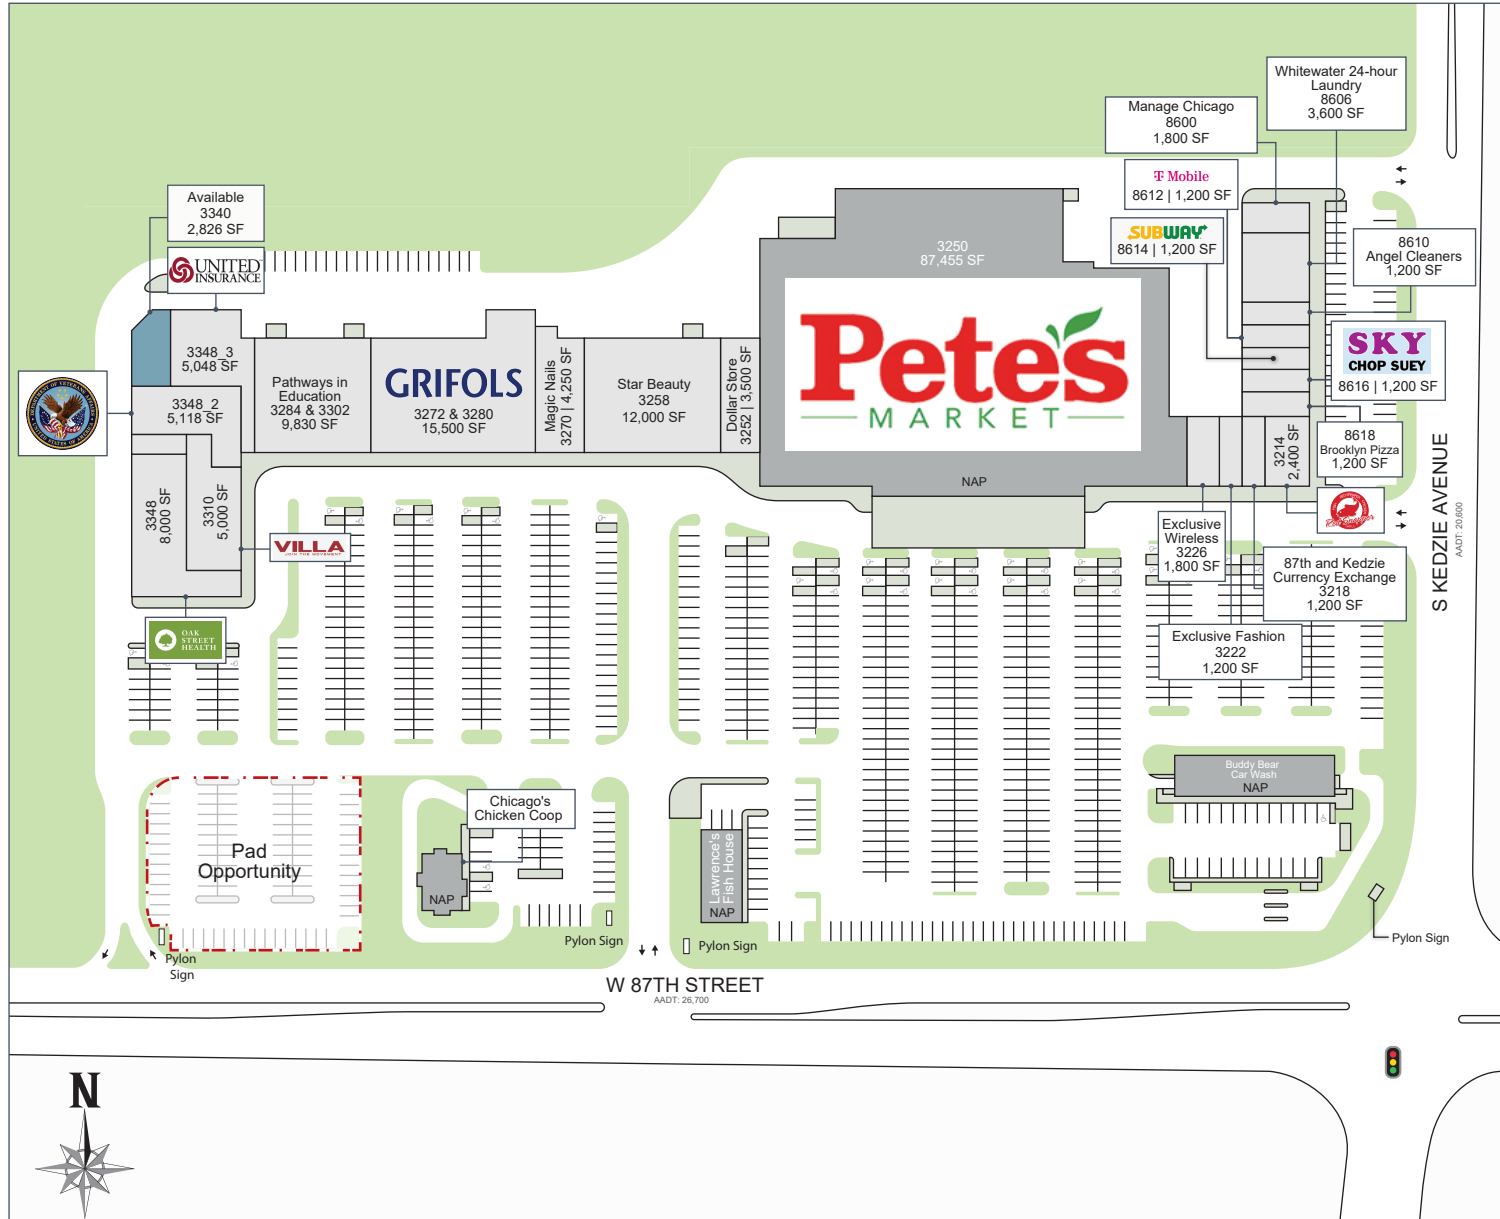 Whitewater 24-hour
Laundry
8606
3,600 SF
Manage Chicago
8600
1,800 SF
T Mobile
8612 | 1,200 SF
SUBWAY
8614 | 1,200 SF
8610
Angel Cleaners
1,200 SF
Available
3340
2,826 SF
UNITED
INSURANCE
3250
87,455 SF
Pete's
MARKET
NAP
SKY
CHOP SUEY
8616 | 1,200 SF
8618
Brooklyn Pizza
1,200 SF
3348_3
5,048 SF
3348_2
5,118 SF
Pathways in
Education
3284 & 3302
9,830 SF
GRIFOLS
3272 & 3280
15,500 SF
Magic Nails
3270 | 4,250 SF
Star Beauty
3258
12,000 SF
Dollar Store
3252 | 3,500 SF
3214
2,400 SF
3348
8,000 SF
3310
5,000 SF
VILLA
OAK
STREET
HEALTH
Exclusive
Wireless
3226
1,800 SF
87th and Kedzie
Currency Exchange
3218
1,200 SF
Exclusive Fashion
3222
1,200 SF
S KEDZIE AVENUE
AADT: 20,600
Buddy Bear
Car Wash
NAP
Pad
Opportunity
Chicago's
Chicken Coop
NAP
Lawrence's
Fish House
NAP
Pylon
Sign
Pylon Sign
Pylon Sign
Pylon Sign
W 87TH STREET
AADT: 26,700
N